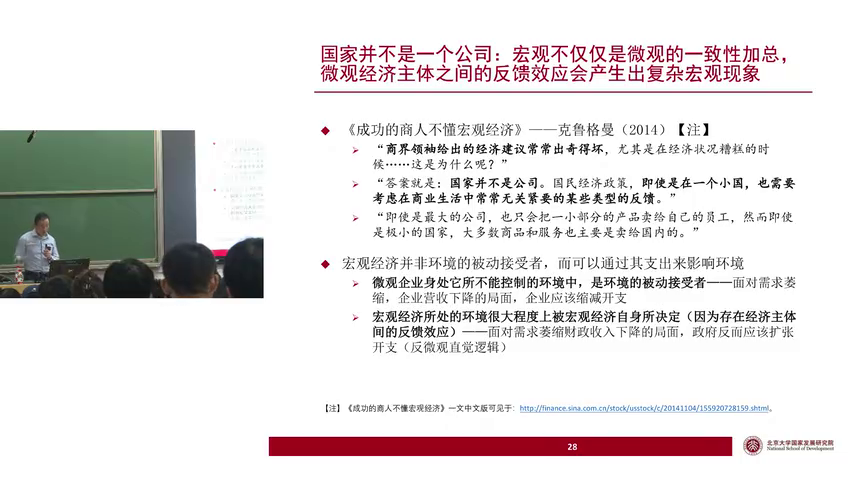 国家并不是一个公司：宏观不仅仅是微观的一致性加总，
微观经济主体之间的反馈效应会产生出复杂宏观现象
◆ 《成功的商人不懂宏观经济》——克鲁格曼（2014）【注】
➢ “商界领袖给出的经济建议常常出奇得坏，尤其是在经济状况糟糕的时
候……这是为什么呢？”
➢ “答案就是：国家并不是公司。国民经济政策，即使是在一个小国，也需要
考虑在商业生活中常常无关紧要的某些类型的反馈。”
➢ “即使是最大的公司，也只会把一小部分的产品卖给自己的员工，然而即使
是极小的国家，大多数商品和服务也主要是卖给国内的。”
◆ 宏观经济并非环境的被动接受者，而可以通过其支出来影响环境
➢ 微观企业身处它所不能控制的环境中，是环境的被动接受者——面对需求萎
缩，企业营收下降的局面，企业应该缩减开支
➢ 宏观经济所处的环境很大程度上被宏观经济自身所决定（因为存在经济主体
间的反馈效应）——面对需求萎缩财政收入下降的局面，政府反而应该扩张
开支（反微观直觉逻辑）
【注】《成功的商人不懂宏观经济》一文中文版可见于：http://finance.sina.com.cn/stock/usstock/c/20141104/155920728159.shtml。
28
北京大学国家发展研究院
National School of Development